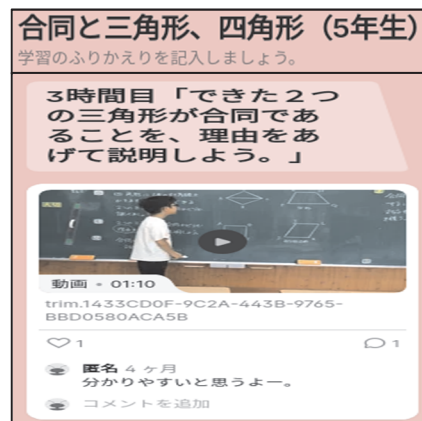 合同と三角形、四角形（5年生）
学習のふりかえりを記入しましょう。
3時間目「できた２つ
の三角形が合同であ
ることを、理由をあ
げて説明しよう。」
動画 • 01:10
trim.1433CD0F-9C2A-443B-9765-
BBD0580ACA5B
1
1
匿名 4 ヶ月
分かりやすいと思うよー。
コメントを追加